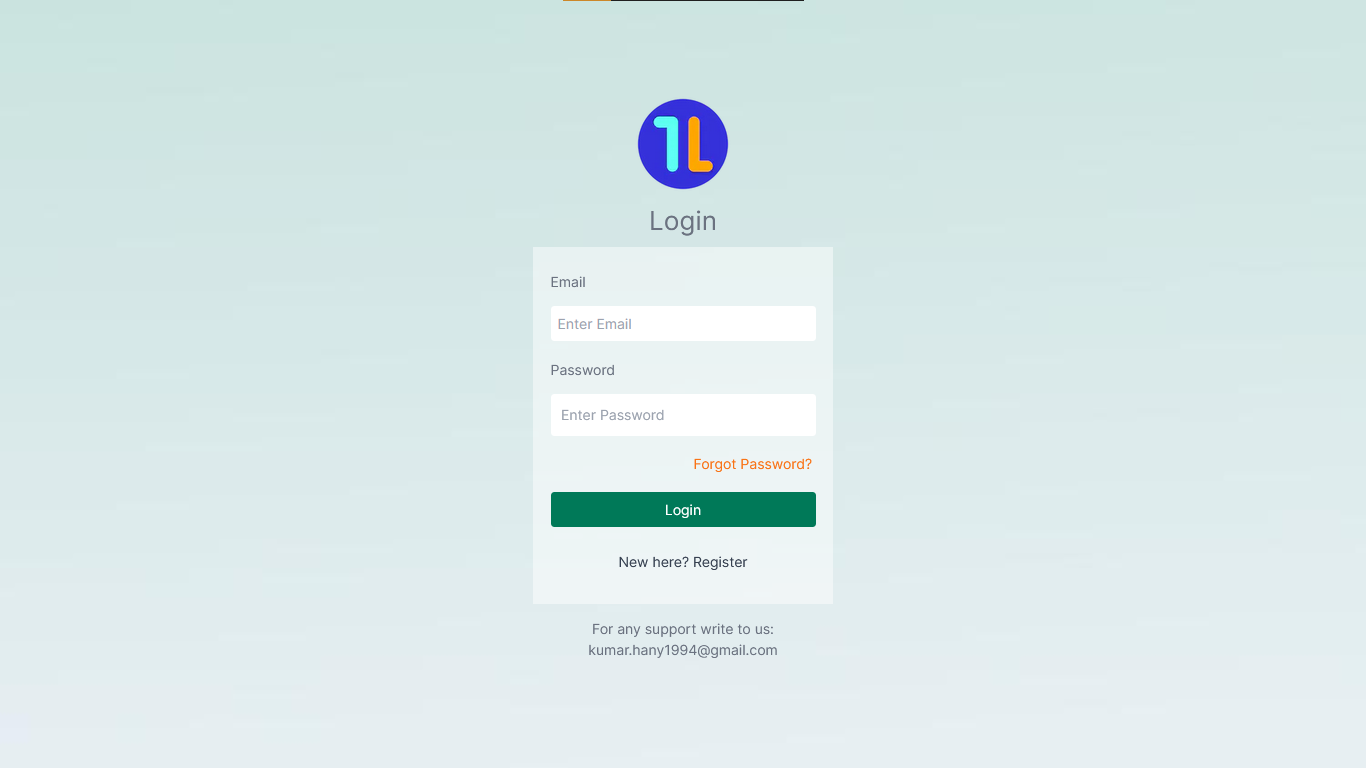 1L
Login
Email
Enter Email
Password
Enter Password
Forgot Password?
Login
New here? Register
For any support write to us:
kumar.hany1994@gmail.com